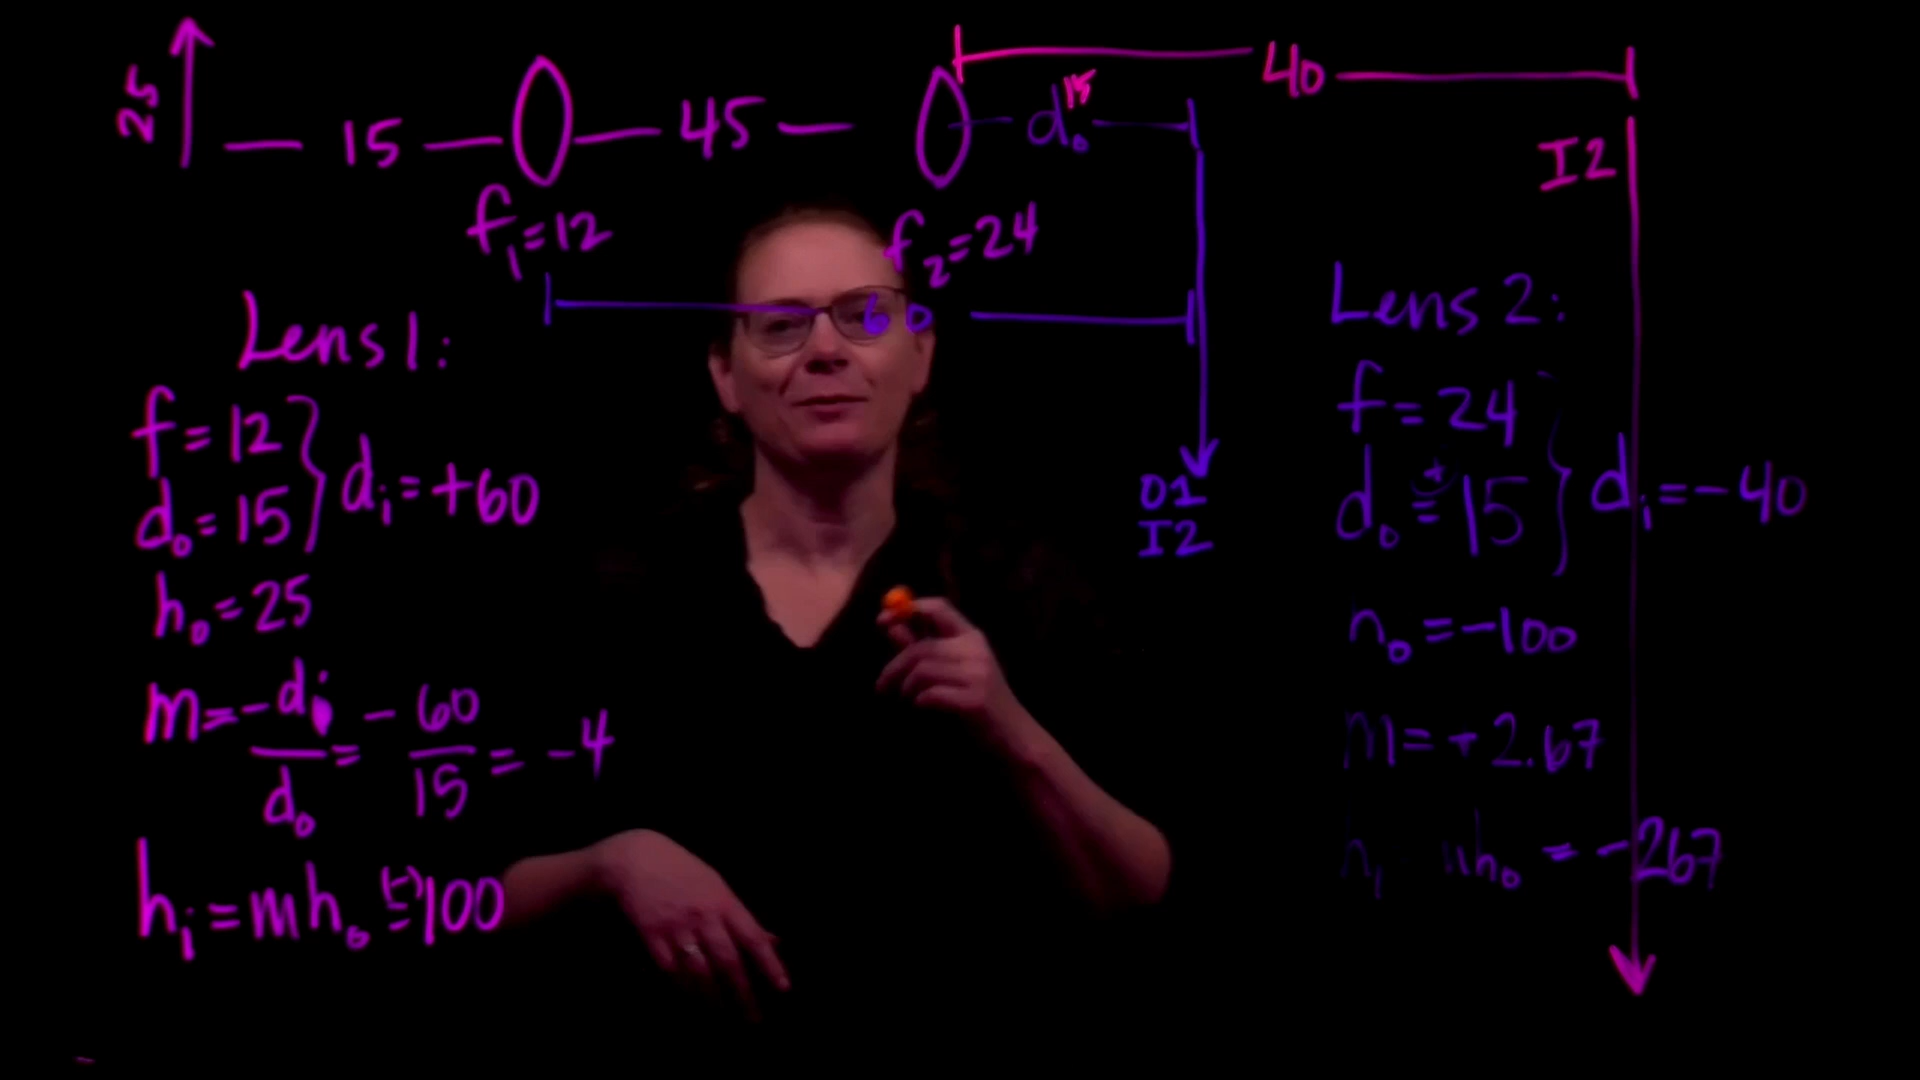 25
15
45
d₀ 15
40
I2
f₁=12
f₂=24
60
O1
I2
Lens 1:
f=12
d₀=15
dᵢ=+60
h₀=25
m=-dᵢ/d₀=-60/15=-4
hᵢ=mh₀=(-)100
Lens 2:
f=24
d₀=+15
dᵢ=-40
h₀=-100
m=+2.67
hᵢ mh₀=-267